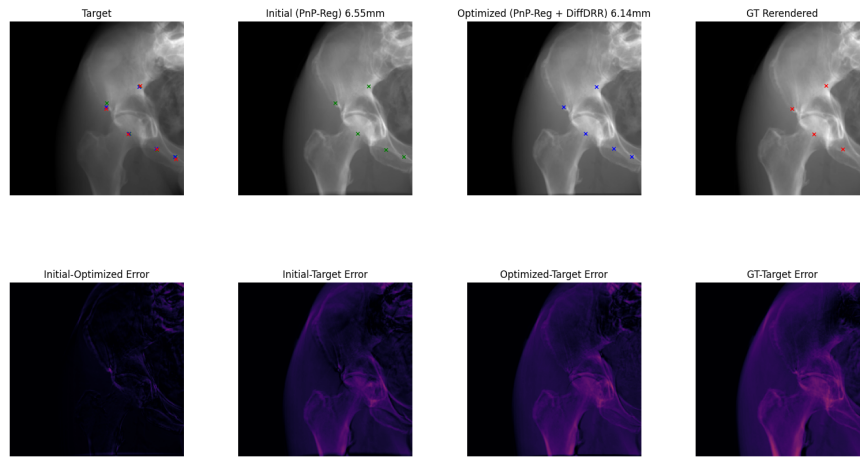 Target
Initial (PnP-Reg) 6.55mm
Optimized (PnP-Reg + DiffDRR) 6.14mm
GT Rerendered
Initial-Optimized Error
Initial-Target Error
Optimized-Target Error
GT-Target Error